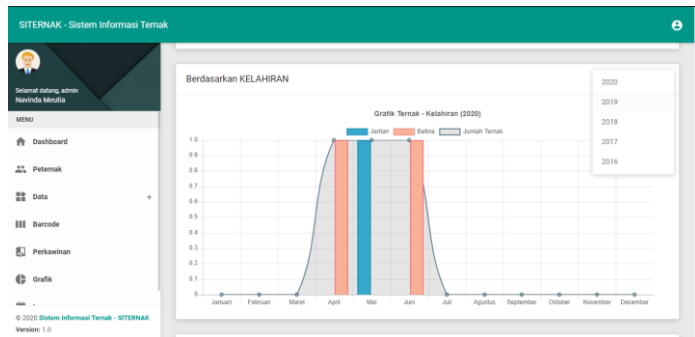 SITERNAK - Sistem Informasi Ternak
Selamat datang, admin
Navinda Meutia
MENU
Dashboard
Peternak
Data +
Barcode
Perkawinan
Grafik
© 2020 Sistem Informasi Ternak - SITERNAK
Version: 1.0
Berdasarkan KELAHIRAN
2020
2019
2018
2017
2016
Grafik Ternak - Kelahiran (2020)
Jantan Betina Jumlah Ternak
1.0
0.9
0.8
0.7
0.6
0.5
0.4
0.3
0.2
0.1
0
Januari Februari Maret April Mei Juni Juli Agustus September Oktober November Desember